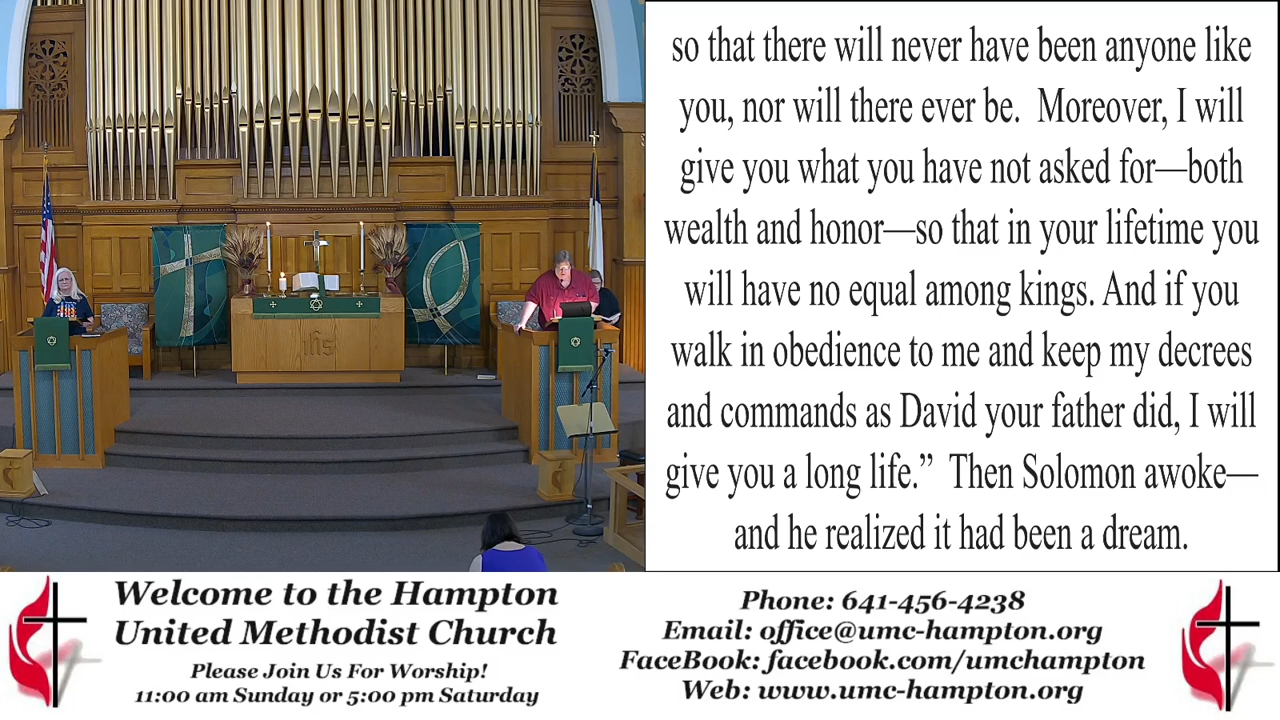 so that there will never have been anyone like
you, nor will there ever be. Moreover, I will
give you what you have not asked for—both
wealth and honor—so that in your lifetime you
will have no equal among kings. And if you
walk in obedience to me and keep my decrees
and commands as David your father did, I will
give you a long life.” Then Solomon awoke—
and he realized it had been a dream.
ihs
Welcome to the Hampton
United Methodist Church
Please Join Us For Worship!
11:00 am Sunday or 5:00 pm Saturday
Phone: 641-456-4238
Email: office@umc-hampton.org
FaceBook: facebook.com/umchampton
Web: www.umc-hampton.org